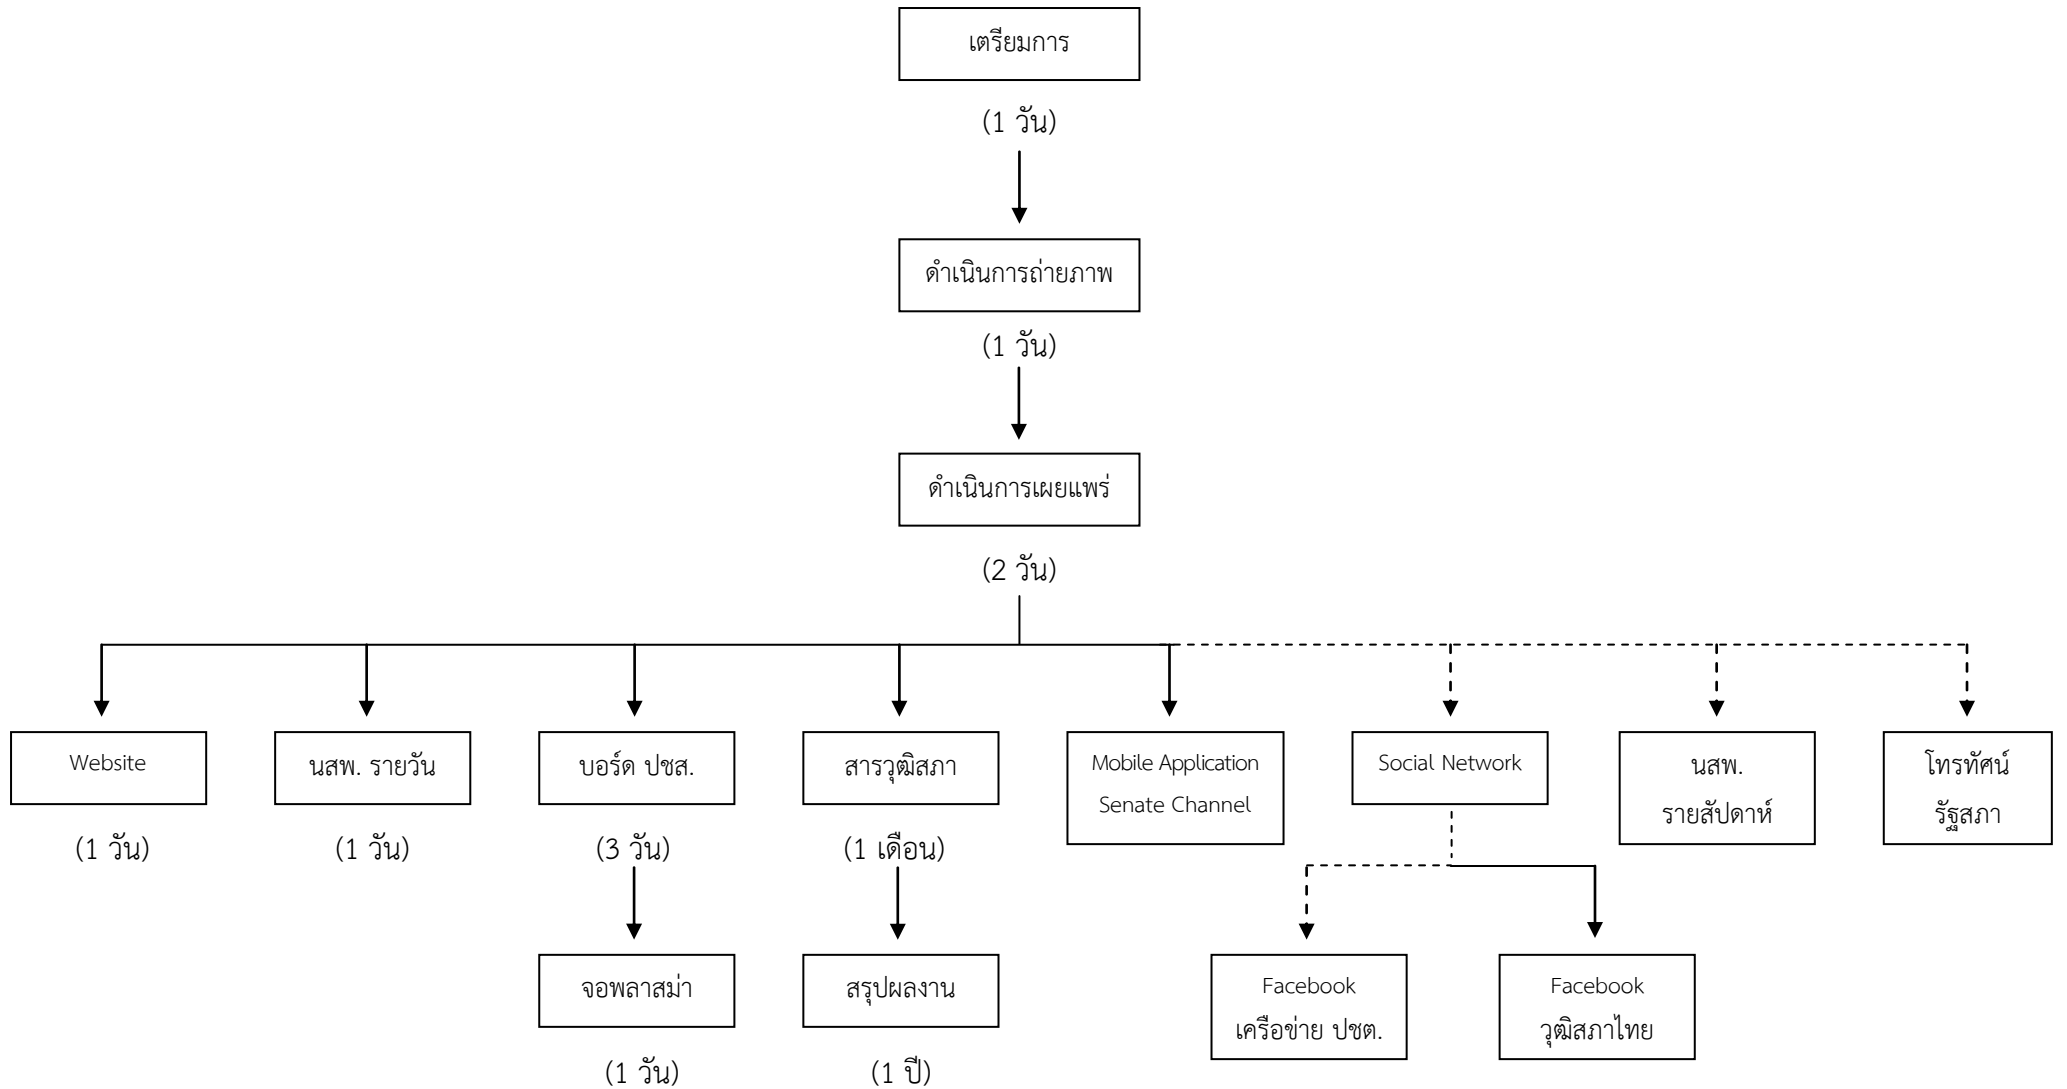 เตรียมการ
(1 วัน)
ดำเนินการถ่ายภาพ
(1 วัน)
ดำเนินการเผยแพร่
(2 วัน)
Website
(1 วัน)
นสพ. รายวัน
(1 วัน)
บอร์ด ปชส.
(3 วัน)
จอพลาสม่า
(1 วัน)
สารวุฒิสภา
(1 เดือน)
สรุปผลงาน
(1 ปี)
Mobile Application
Senate Channel
Social Network
Facebook
เครือข่าย ปชต.
Facebook
วุฒิสภาไทย
นสพ.
รายสัปดาห์
โทรทัศน์
รัฐสภา